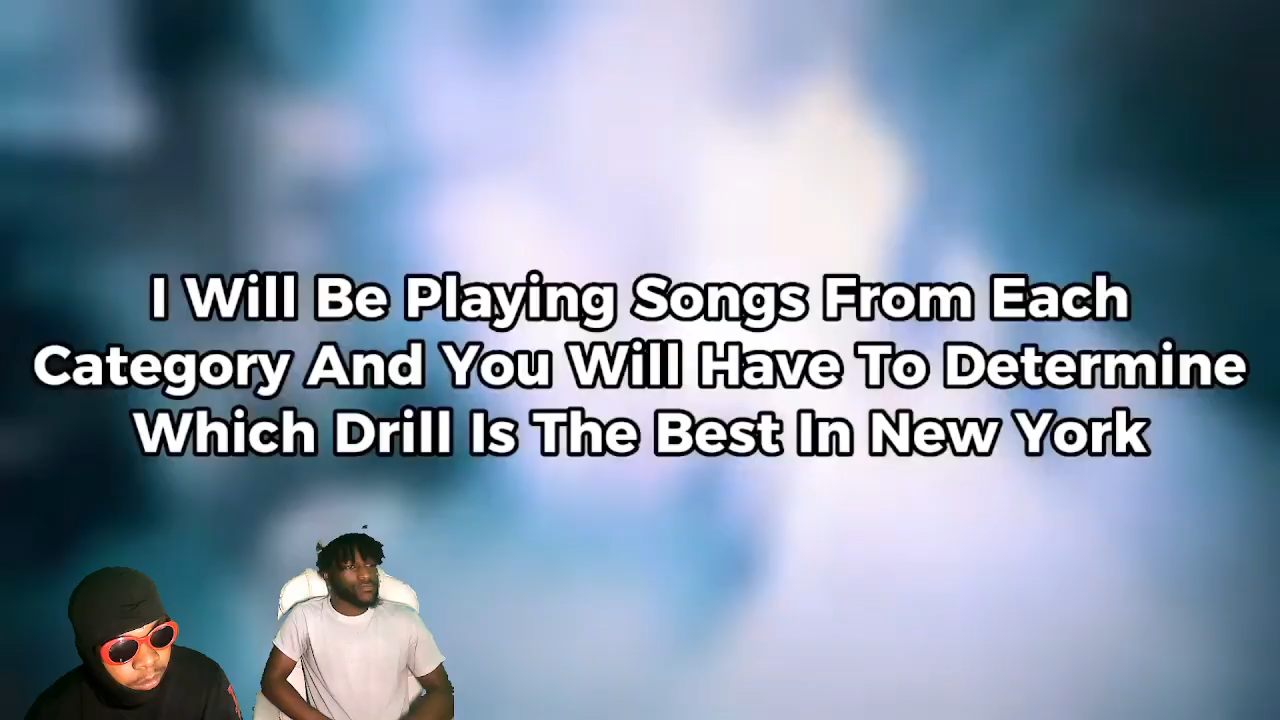 I Will Be Playing Songs From Each
Category And You Will Have To Determine
Which Drill Is The Best In New York